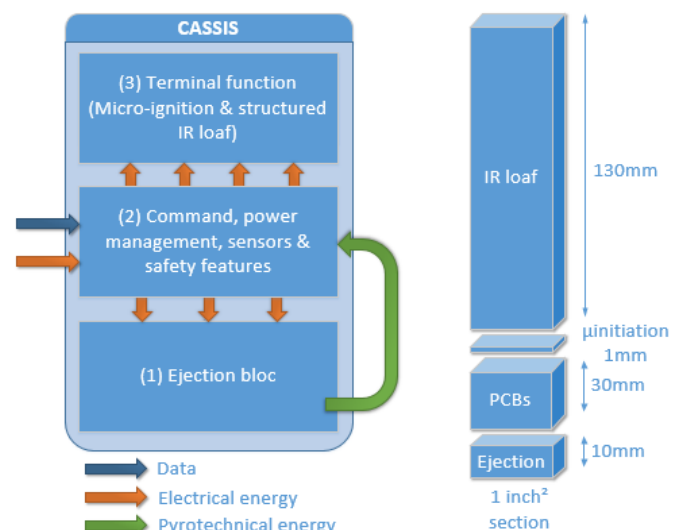 CASSIS
(3) Terminal function
(Micro-ignition & structured
IR loaf)
(2) Command, power
management, sensors &
safety features
(1) Ejection bloc
Data
Electrical energy
Pyrotechnical energy
IR loaf
130mm
µinitiation
1mm
30mm
PCBs
10mm
Ejection
1 inch²
section